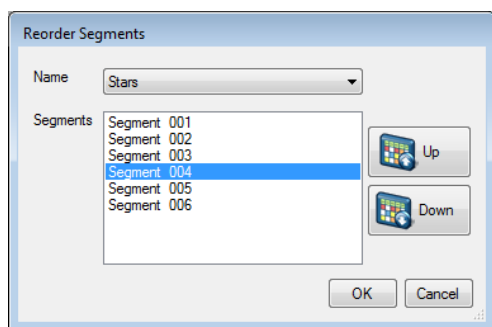 Reorder Segments
Name
Stars
Segments
Segment 001
Segment 002
Segment 003
Segment 004
Segment 005
Segment 006
Up
Down
OK
Cancel